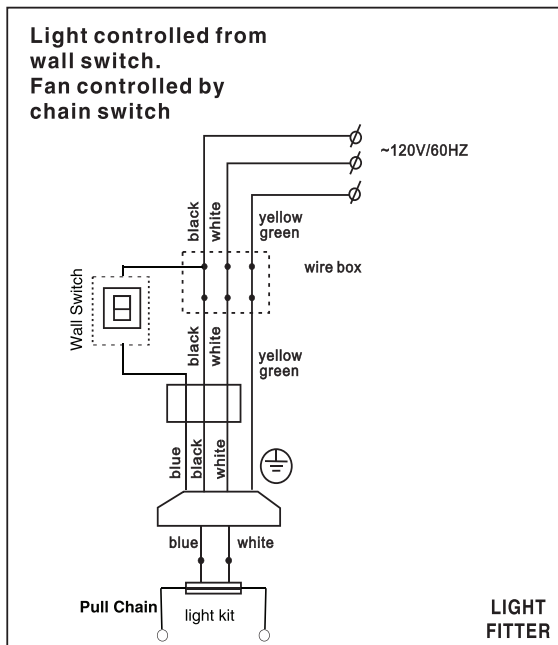 Light controlled from
wall switch.
Fan controlled by
chain switch
~120V/60HZ
black
white
yellow
green
wire box
Wall Switch
black
white
yellow
green
blue
black
white
blue
white
Pull Chain
light kit
LIGHT
FITTER